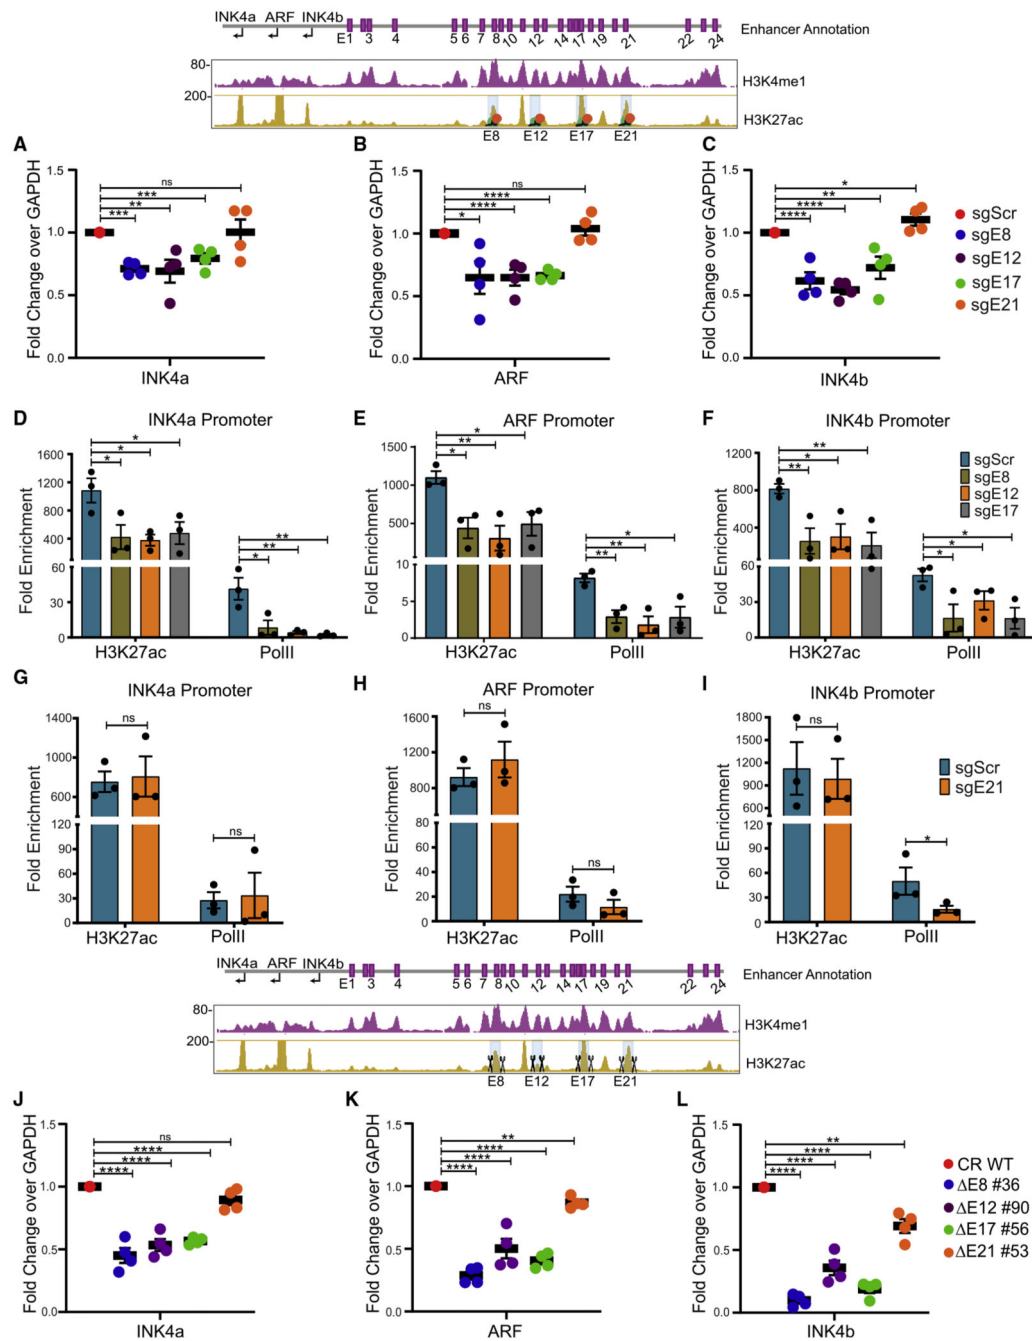 INK4a ARF INK4b
E1 2 3 4 5 6 7 8 9 10 11 12 13 14 15 17 19 20 21 22 23 24
Enhancer Annotation
80-
H3K4me1
200-
H3K27ac
E8 E12 E17 E21
A
Fold Change over GAPDH
1.5
1.0
0.5
0.0
ns
***
**
***
INK4a
B
Fold Change over GAPDH
1.5
1.0
0.5
0.0
ns
****
****
*
ARF
C
Fold Change over GAPDH
1.5
1.0
0.5
0.0
*
**
****
****
INK4b
sgScr
sgE8
sgE12
sgE17
sgE21
D
INK4a Promoter
Fold Enrichment
1600
1200
800
400
60
30
0
*
*
*
**
**
*
H3K27ac PolII
E
ARF Promoter
Fold Enrichment
1500
1000
500
10
5
0
*
**
*
*
**
**
H3K27ac PolII
F
INK4b Promoter
Fold Enrichment
1200
800
400
60
30
0
**
*
**
*
*
*
H3K27ac PolII
sgScr
sgE8
sgE12
sgE17
G
INK4a Promoter
Fold Enrichment
1400
1000
600
120
90
60
30
0
ns
ns
H3K27ac PolII
H
ARF Promoter
Fold Enrichment
1600
1200
800
60
40
20
0
ns
ns
H3K27ac PolII
I
INK4b Promoter
Fold Enrichment
1800
1500
1200
900
600
120
90
60
30
0
ns
*
H3K27ac PolII
sgScr
sgE21
INK4a ARF INK4b
E1 3 4 5 6 7 8 10 12 14 17 19 21 22 24
Enhancer Annotation
80-
H3K4me1
200-
H3K27ac
E8 E12 E17 E21
J
Fold Change over GAPDH
1.5
1.0
0.5
0.0
ns
****
****
****
INK4a
K
Fold Change over GAPDH
1.5
1.0
0.5
0.0
**
****
****
****
ARF
L
Fold Change over GAPDH
1.5
1.0
0.5
0.0
**
****
****
****
INK4b
CR WT
ΔE8 #36
ΔE12 #90
ΔE17 #56
ΔE21 #53